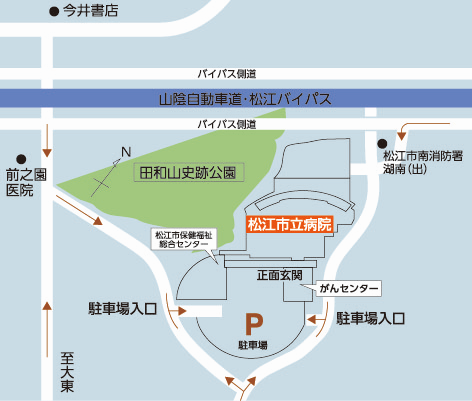 今井書店
バイパス側道
山陰自動車道・松江バイパス
バイパス側道
N
前之園
医院
田和山史跡公園
松江市南消防署
湖南(出)
松江市立病院
松江市保健福祉
総合センター
正面玄関
がんセンター
駐車場入口
P
駐車場
駐車場入口
至大東